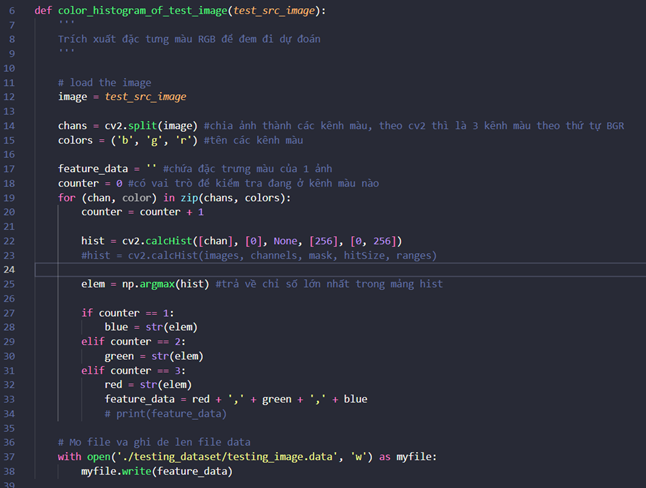 6 def color_histogram_of_test_image(test_src_image):
7 '''
8 Trích xuất đặc tưng màu RGB để đem đi dự đoán
9 '''
10
11 # load the image
12 image = test_src_image
13
14 chans = cv2.split(image) #chia ảnh thành các kênh màu, theo cv2 thì là 3 kênh màu theo thứ tự BGR
15 colors = ('b', 'g', 'r') #tên các kênh màu
16
17 feature_data = '' #chứa đặc trưng màu của 1 ảnh
18 counter = 0 #có vai trò để kiểm tra đang ở kênh màu nào
19 for (chan, color) in zip(chans, colors):
20 counter = counter + 1
21
22 hist = cv2.calcHist([chan], [0], None, [256], [0, 256])
23 #hist = cv2.calcHist(images, channels, mask, hitSize, ranges)
24
25 elem = np.argmax(hist) #trả về chỉ số lớn nhất trong mảng hist
26
27 if counter == 1:
28 blue = str(elem)
29 elif counter == 2:
30 green = str(elem)
31 elif counter == 3:
32 red = str(elem)
33 feature_data = red + ',' + green + ',' + blue
34 # print(feature_data)
35
36 # Mo file va ghi de len file data
37 with open('./testing_dataset/testing_image.data', 'w') as myfile:
38 myfile.write(feature_data)
39